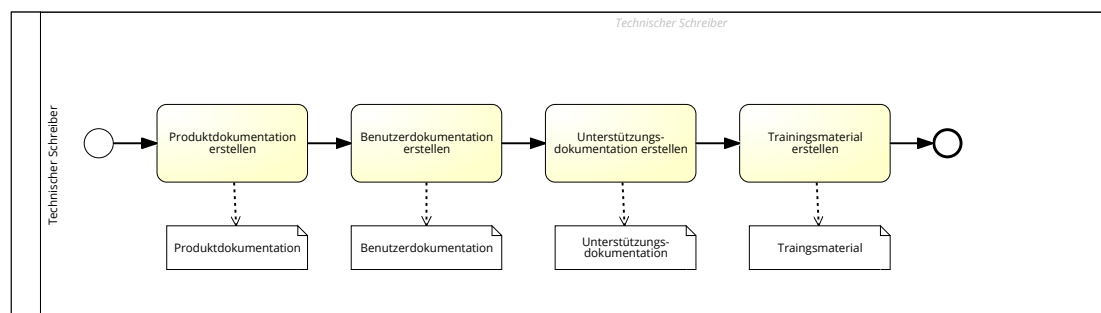 Technischer Schreiber
Technischer Schreiber
Produktdokumentation
erstellen
Benutzerdokumentation
erstellen
Unterstützungs-
dokumentation erstellen
Trainingsmaterial
erstellen
Produktdokumentation
Benutzerdokumentation
Unterstützungs-
dokumentation
Traingsmaterial